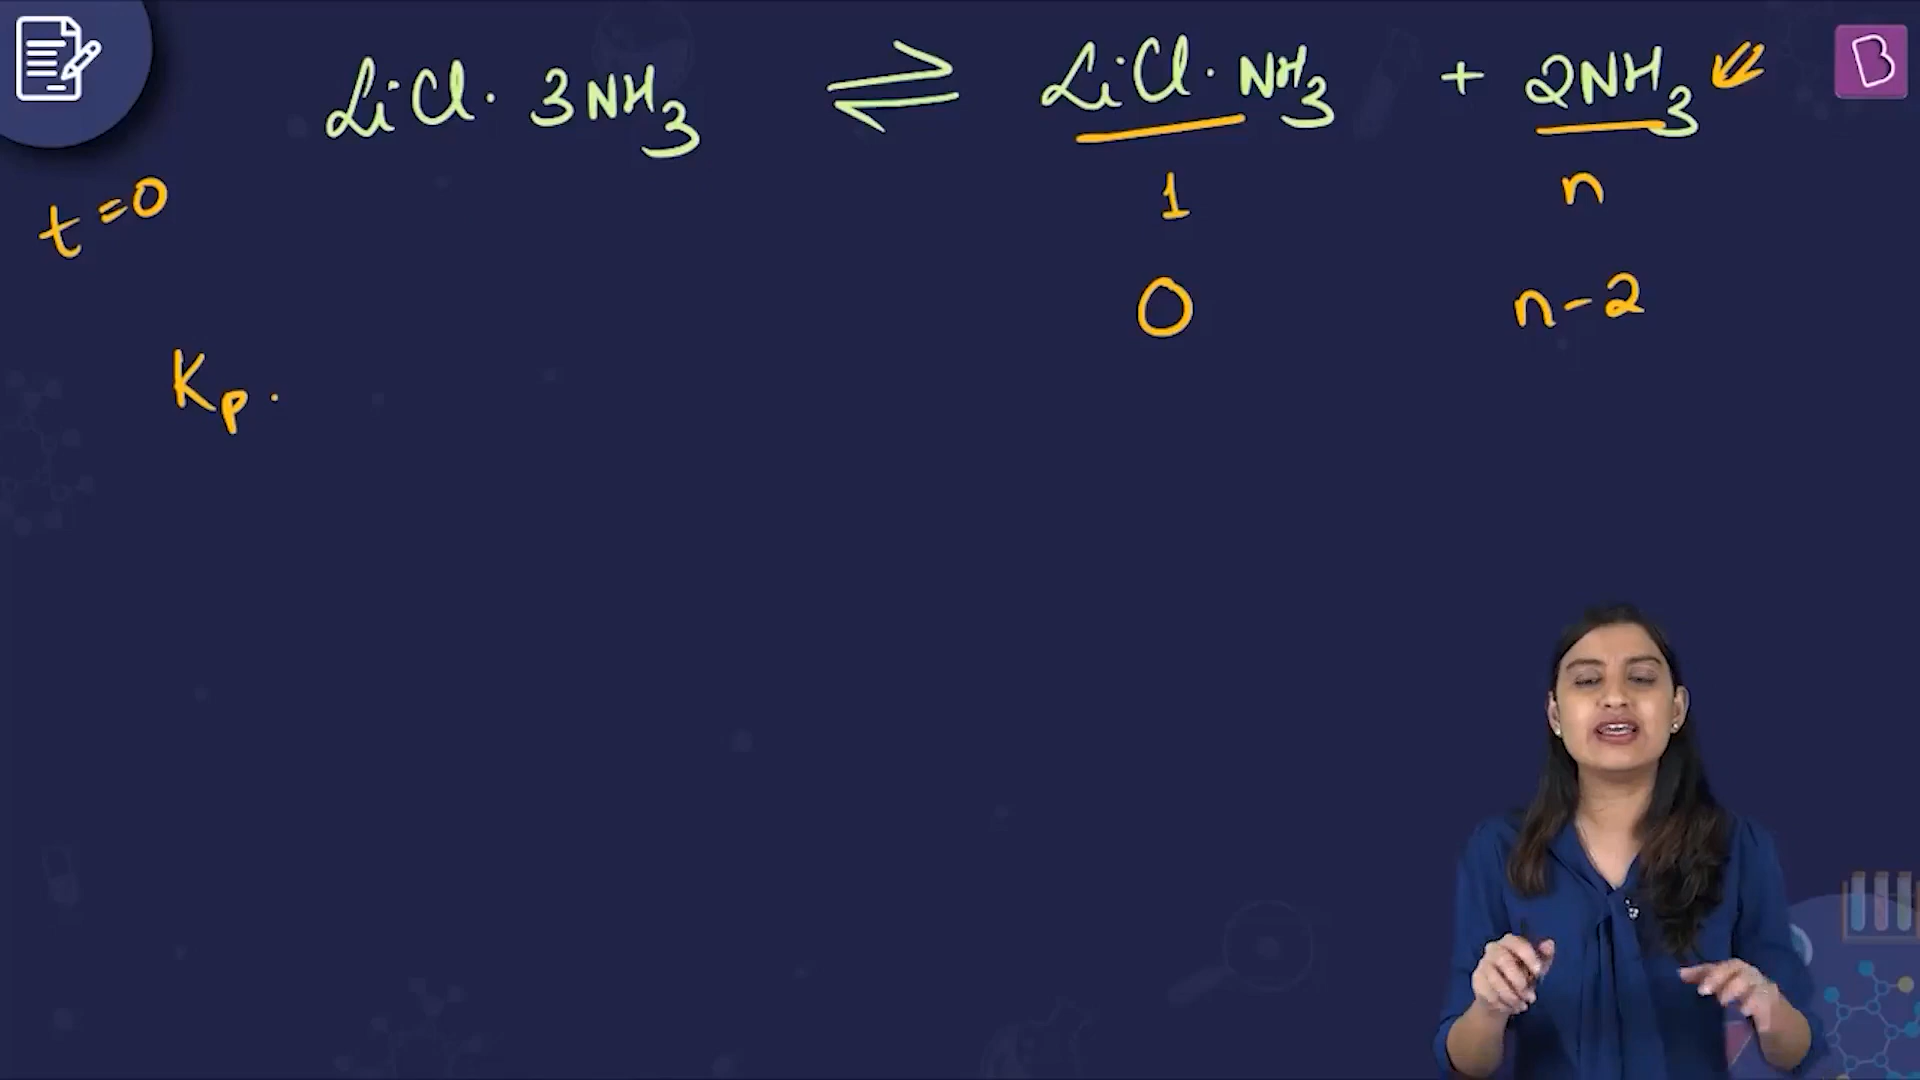 LiCl · 3NH₃ ⇌ LiCl · NH₃ + 2NH₃
t=0 1 n
0 n-2
Kp ·
B